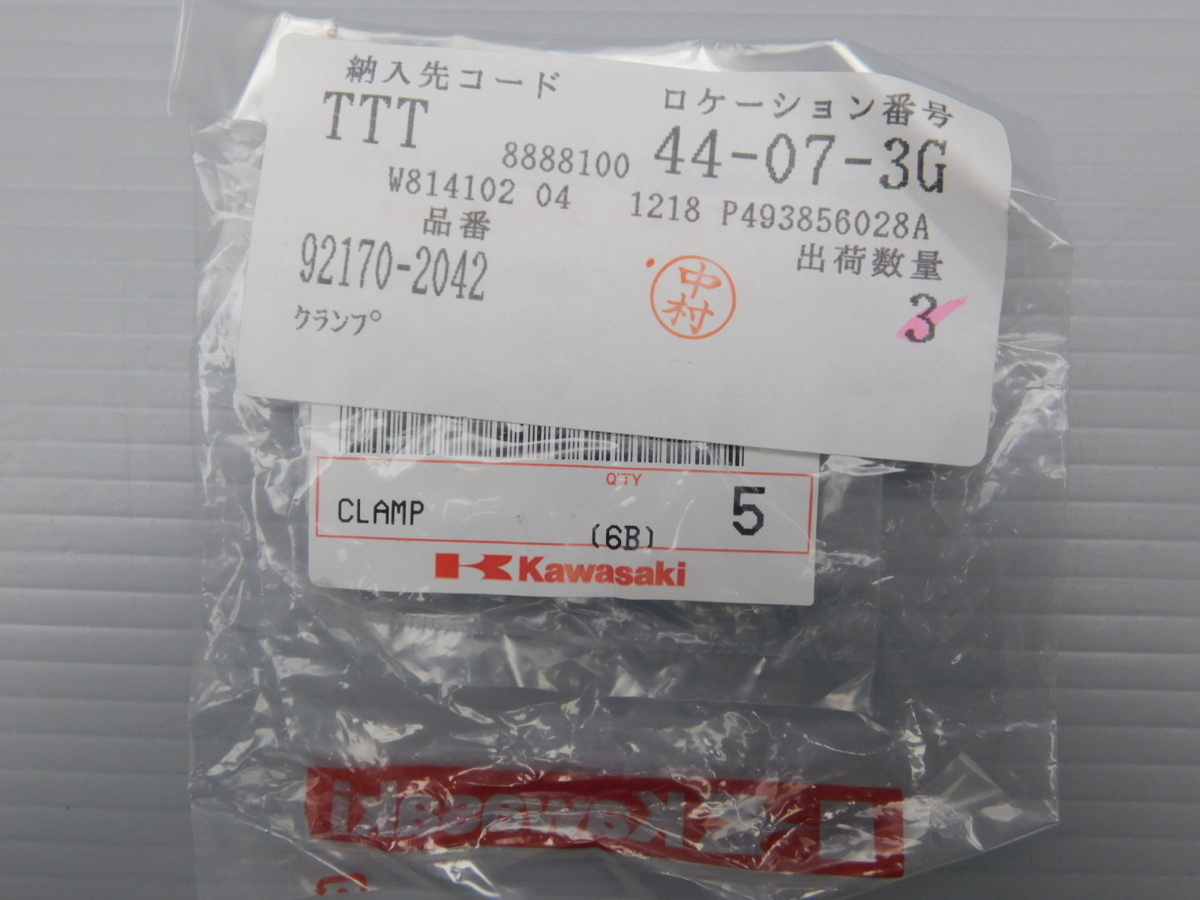 納入先コード ロケーション番号
TTT 8888100 44-07-3G
W814102 04 1218 P493856028A
品番 出荷数量
92170-2042 3
クランプ
中村
Q'TY
CLAMP (6B) 5
Kawasaki
Kawasaki